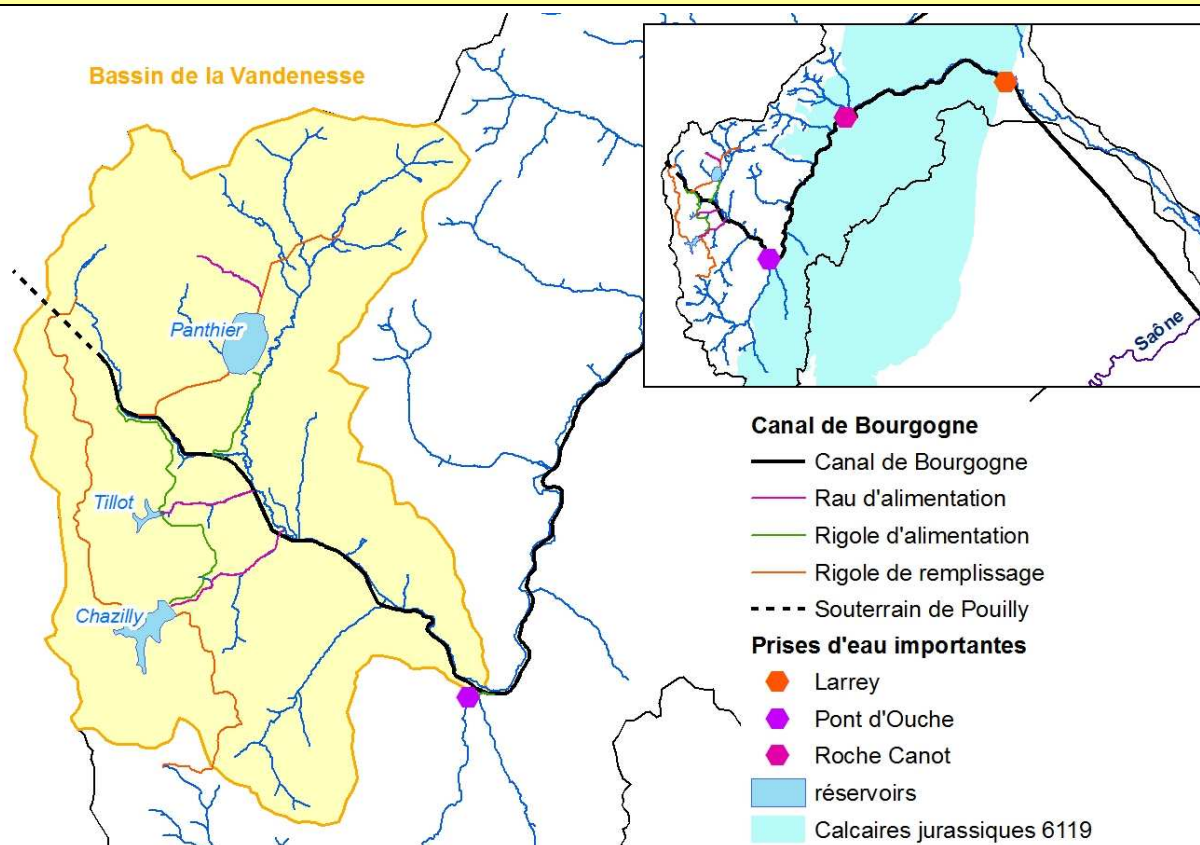 Bassin de la Vandenesse
Panthier
Tillot
Chazilly
Saône
Canal de Bourgogne
Canal de Bourgogne
Rau d'alimentation
Rigole d'alimentation
Rigole de remplissage
Souterrain de Pouilly
Prises d'eau importantes
Larrey
Pont d'Ouche
Roche Canot
réservoirs
Calcaires jurassiques 6119